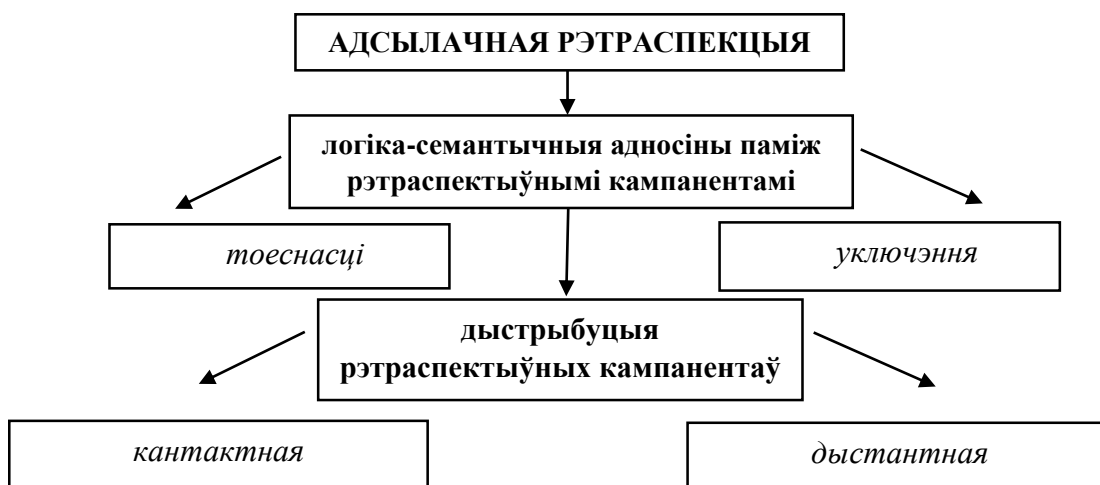 АДСЫЛАЧНАЯ РЭТРАСПЕКЦЫЯ
логіка-семантычныя адносіны паміж
рэтраспектыўнымі кампанентамі
тоеснасці
уключэння
дыстрыбуцыя
рэтраспектыўных кампанентаў
кантактная
дыстантная